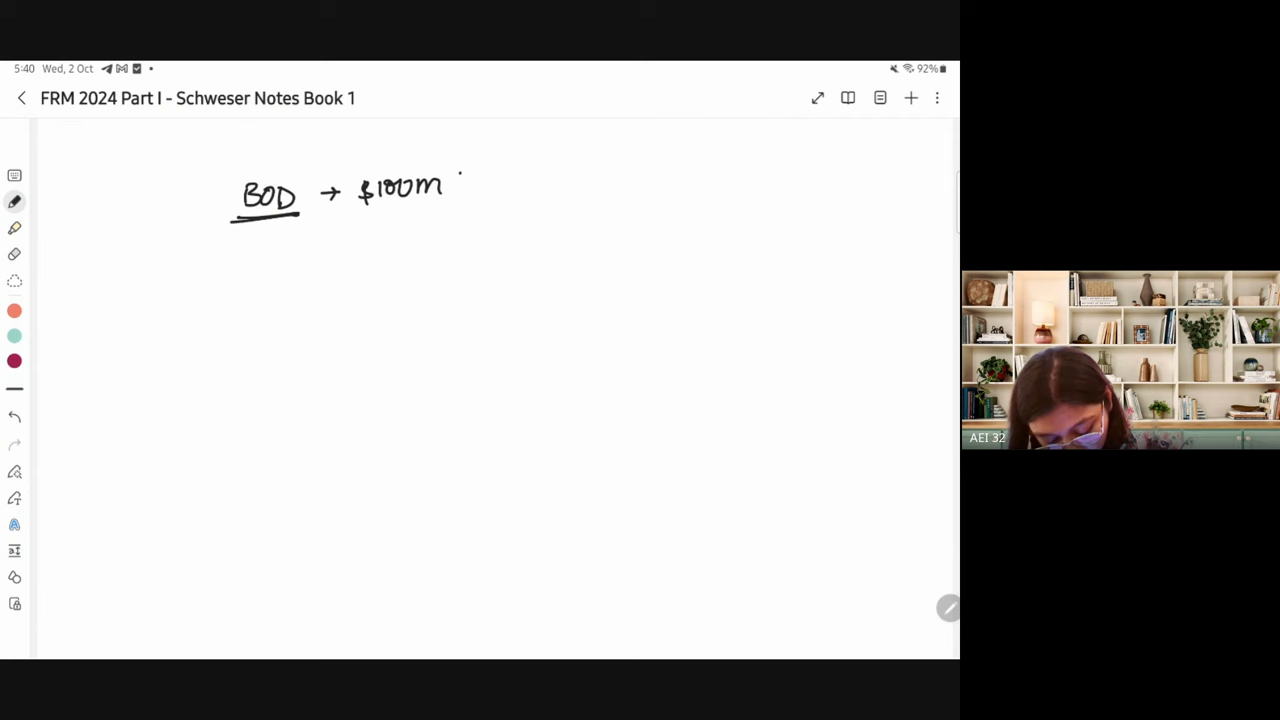 5:40 Wed, 2 Oct 92%
FRM 2024 Part I - Schweser Notes Book 1
BOD → $100M
AEI 32